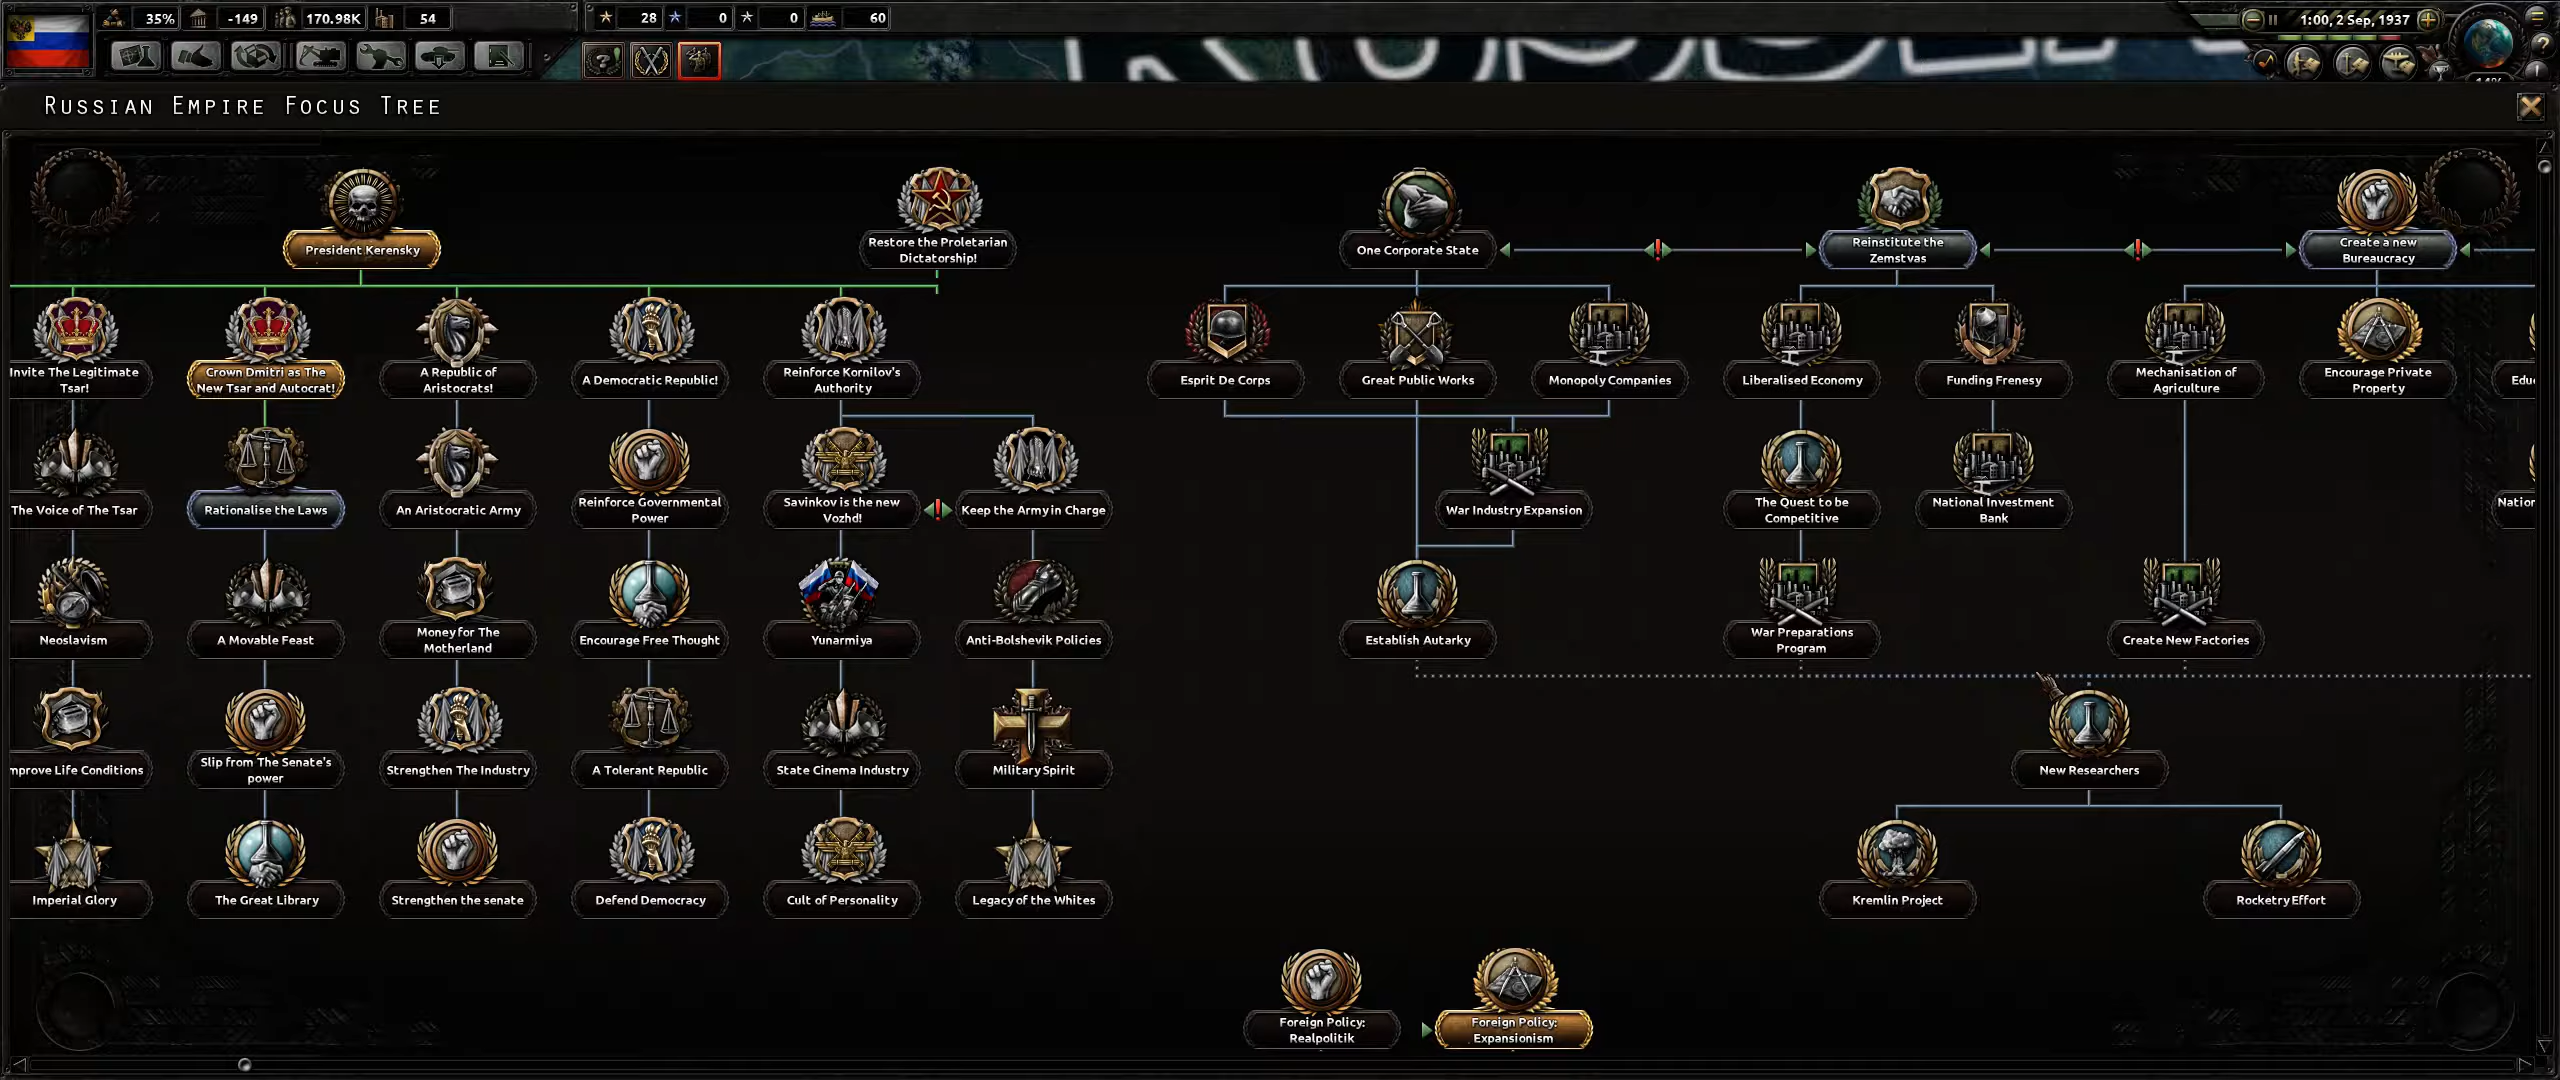 35%
-149
170.98K
54
28
0
0
60
1:00, 2 Sep, 1937
Russian Empire Focus Tree
President Kerensky
Restore the Proletarian
Dictatorship!
One Corporate State
Reinstitute the
Zemstvas
Create a new
Bureaucracy
Invite The Legitimate
Tsar!
Crown Dmitri as The
New Tsar and Autocrat!
A Republic of
Aristocrats!
A Democratic Republic!
Reinforce Kornilov's
Authority
Esprit De Corps
Great Public Works
Monopoly Companies
Liberalised Economy
Funding Frenesy
Mechanisation of
Agriculture
Encourage Private
Property
Edu
The Voice of The Tsar
Rationalise the Laws
An Aristocratic Army
Reinforce Governmental
Power
Savinkov is the new
Vozhd!
Keep the Army in Charge
War Industry Expansion
The Quest to be
Competitive
National Investment
Bank
Nation
Neoslavism
A Movable Feast
Money for The
Motherland
Encourage Free Thought
Yunarmiya
Anti-Bolshevik Policies
Establish Autarky
War Preparations
Program
Create New Factories
mprove Life Conditions
Slip from The Senate's
power
Strengthen The Industry
A Tolerant Republic
State Cinema Industry
Military Spirit
New Researchers
Imperial Glory
The Great Library
Strengthen the senate
Defend Democracy
Cult of Personality
Legacy of the Whites
Kremlin Project
Rocketry Effort
Foreign Policy:
Realpolitik
Foreign Policy:
Expansionism